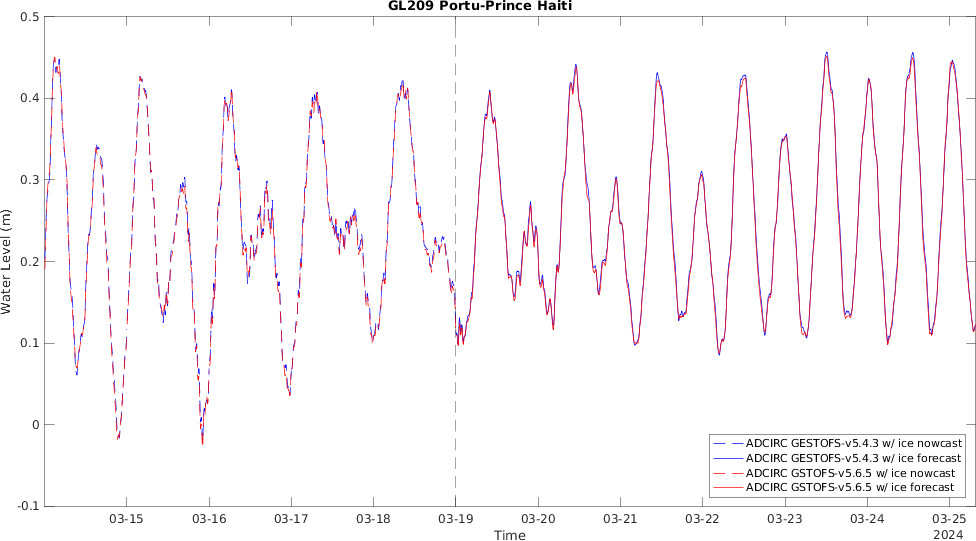 GL209 Portu-Prince Haiti
0.5
0.4
0.3
0.2
0.1
0
-0.1
Water Level (m)
ADCIRC GESTOFS-v5.4.3 w/ ice nowcast
ADCIRC GESTOFS-v5.4.3 w/ ice forecast
ADCIRC GSTOFS-v5.6.5 w/ ice nowcast
ADCIRC GSTOFS-v5.6.5 w/ ice forecast
03-15 03-16 03-17 03-18 03-19 03-20 03-21 03-22 03-23 03-24 03-25
Time 2024